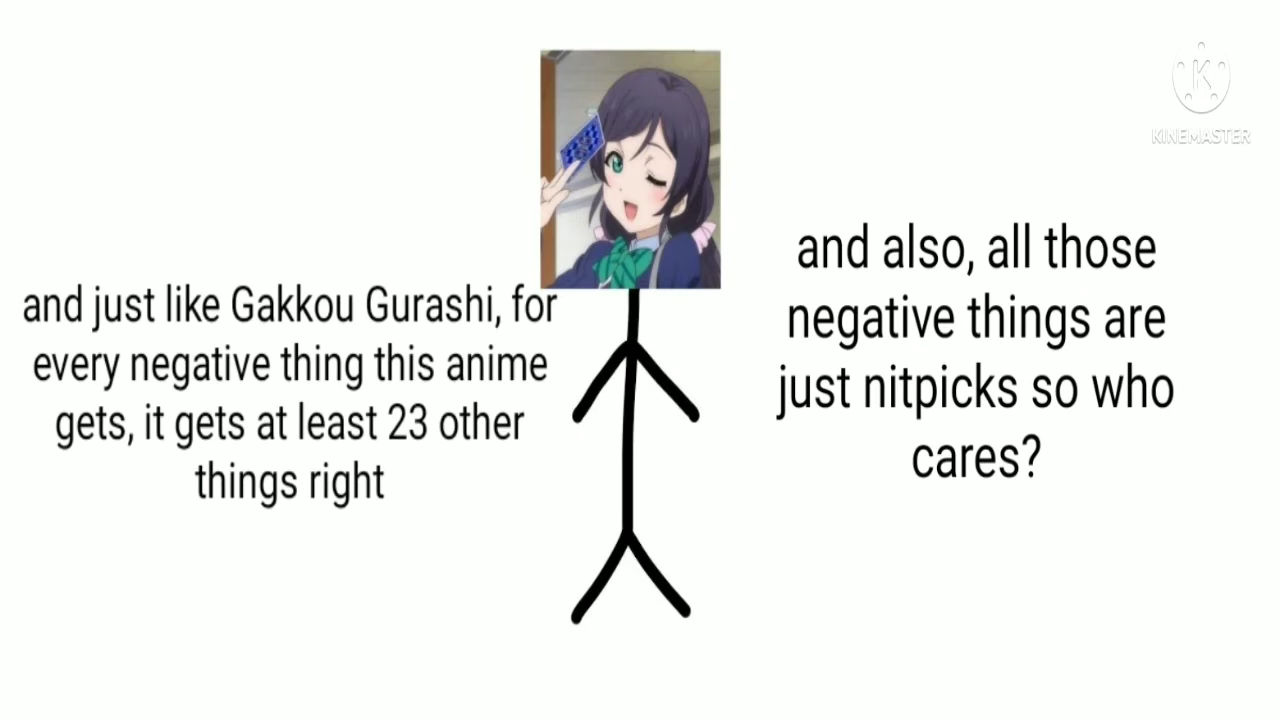 KINEMASTER
and just like Gakkou Gurashi, for
every negative thing this anime
gets, it gets at least 23 other
things right
and also, all those
negative things are
just nitpicks so who
cares?